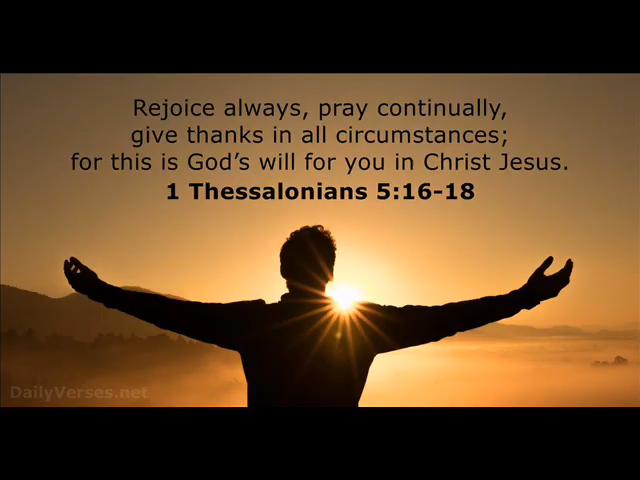 Rejoice always, pray continually,
give thanks in all circumstances;
for this is God’s will for you in Christ Jesus.
1 Thessalonians 5:16-18
DailyVerses.net